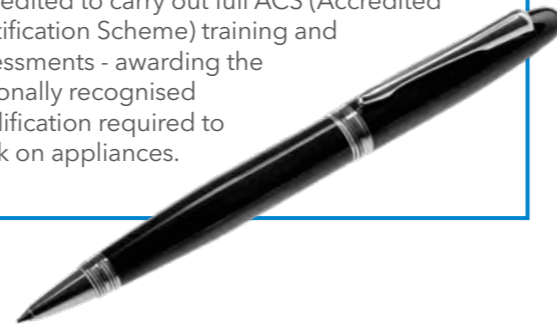 edited to carry out full ACS (Accredited
tification Scheme) training and
essments - awarding the
onally recognised
lification required to
k on appliances.